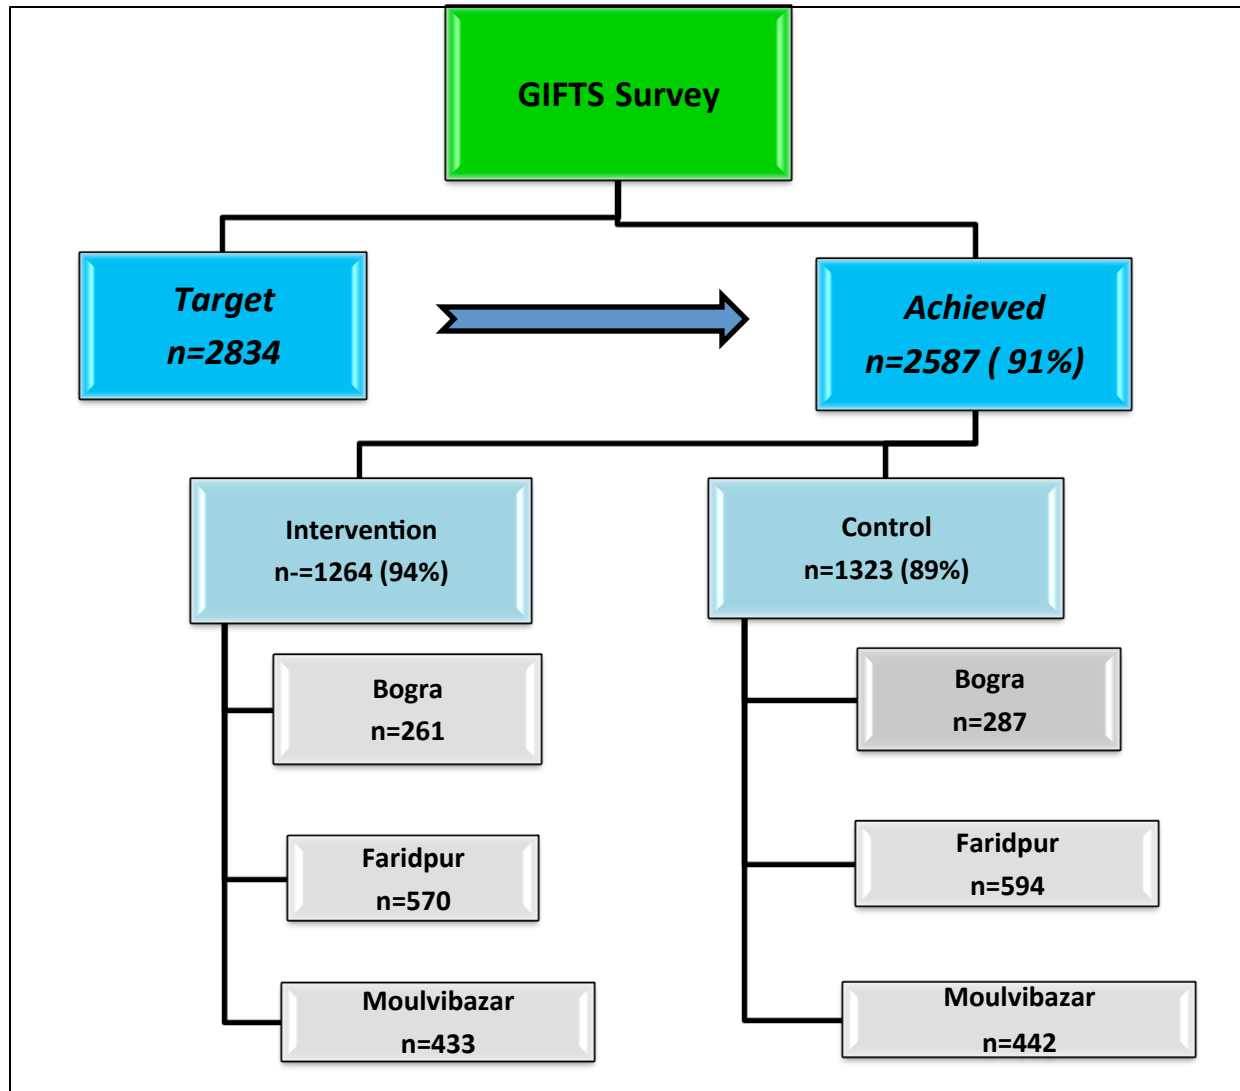 GIFTS Survey
Target
n=2834
Achieved
n=2587 ( 91%)
Intervention
n-=1264 (94%)
Control
n=1323 (89%)
Bogra
n=261
Faridpur
n=570
Moulvibazar
n=433
Bogra
n=287
Faridpur
n=594
Moulvibazar
n=442